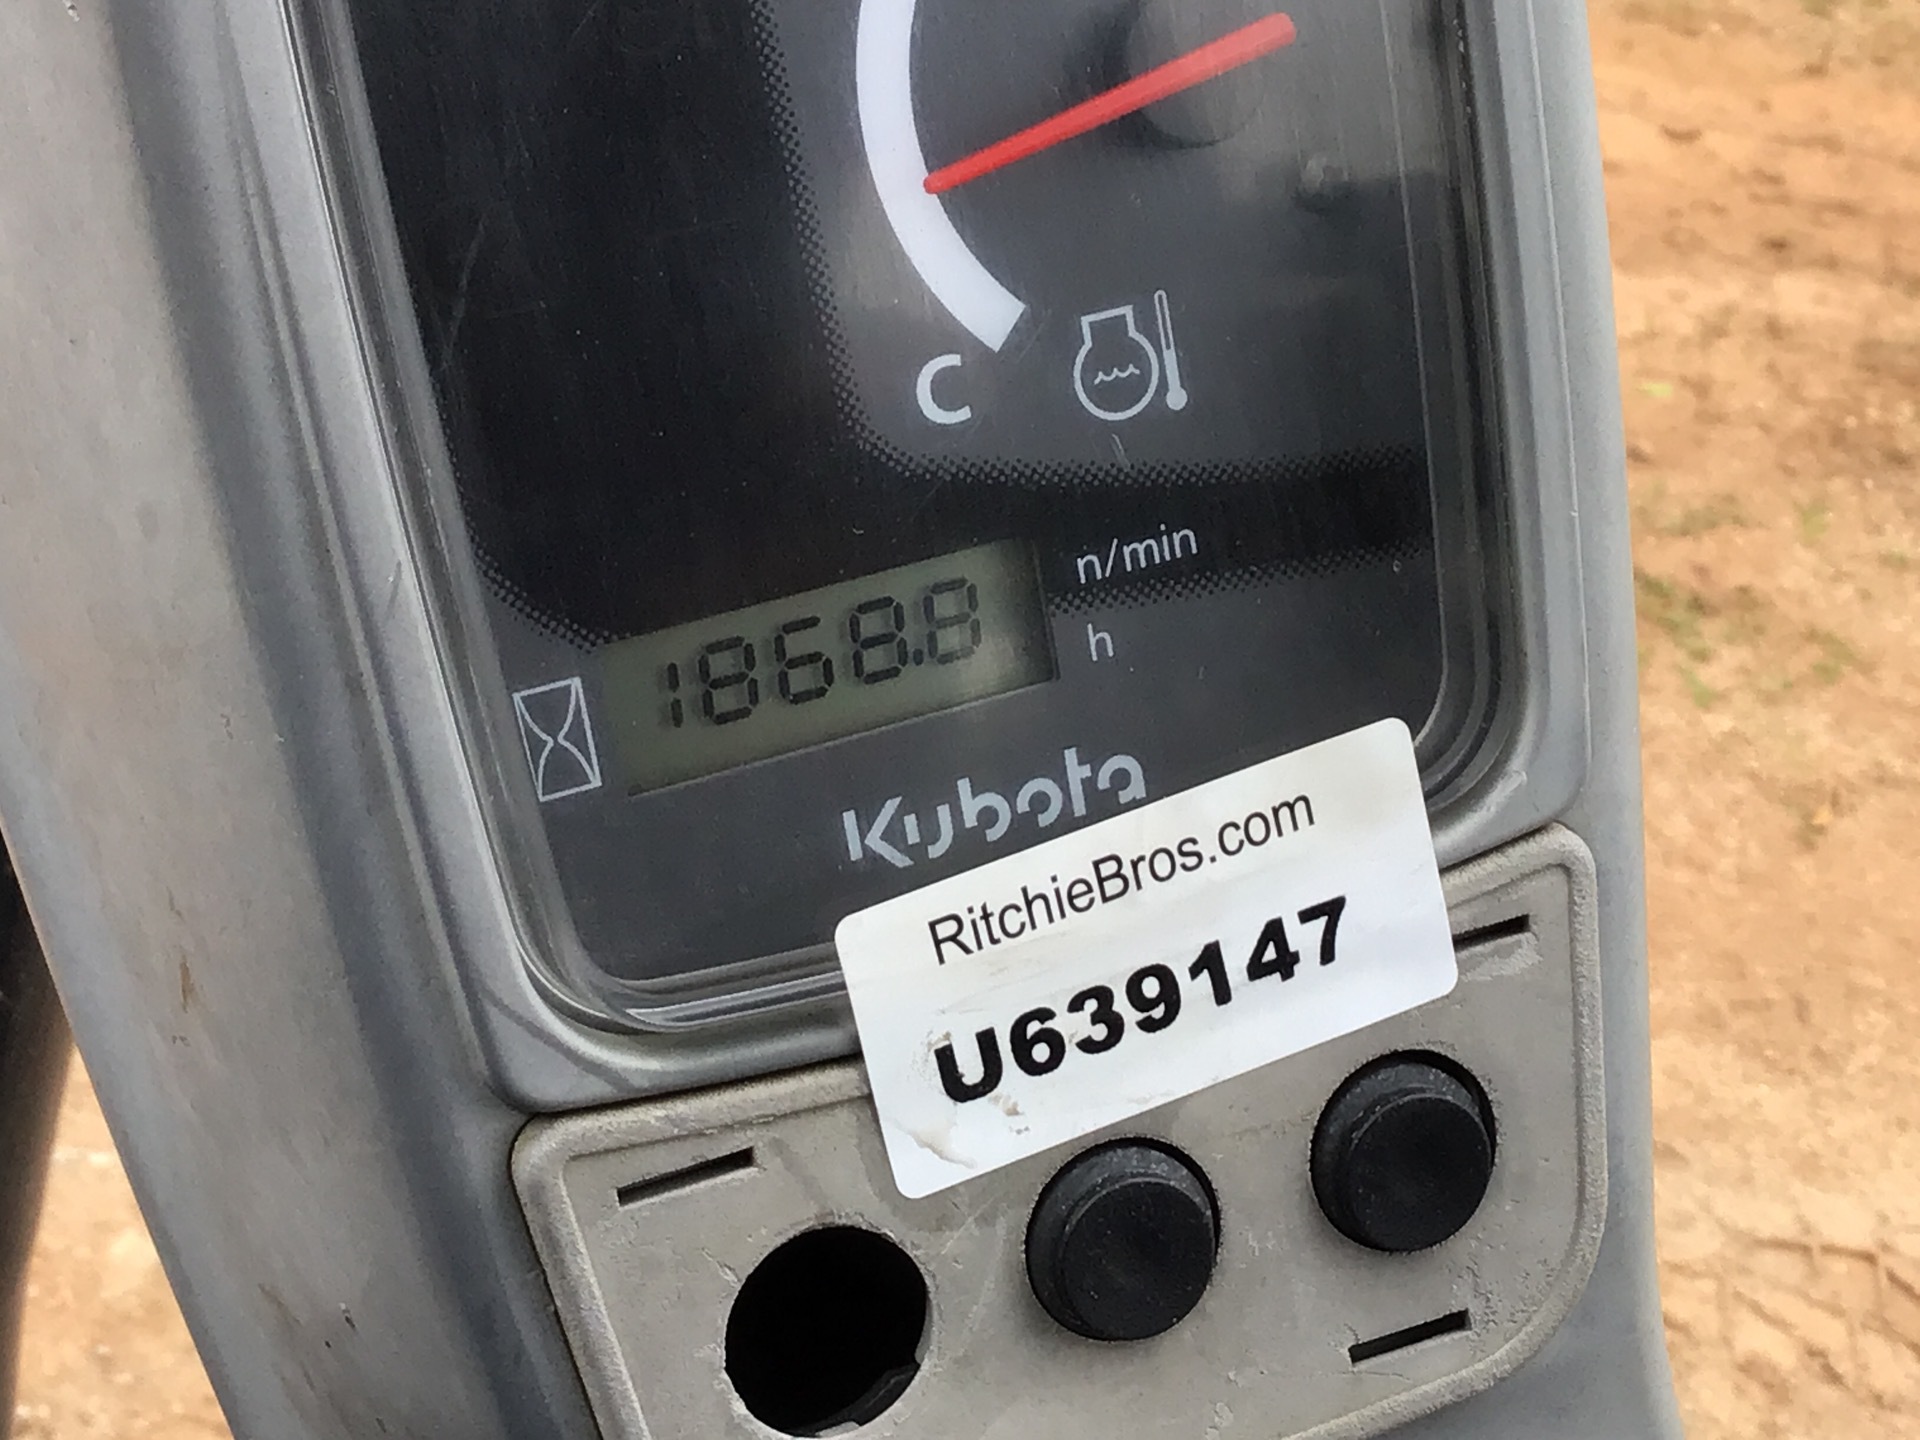 C
n/min
1868.8
h
Kubota
RitchieBros.com
U639147